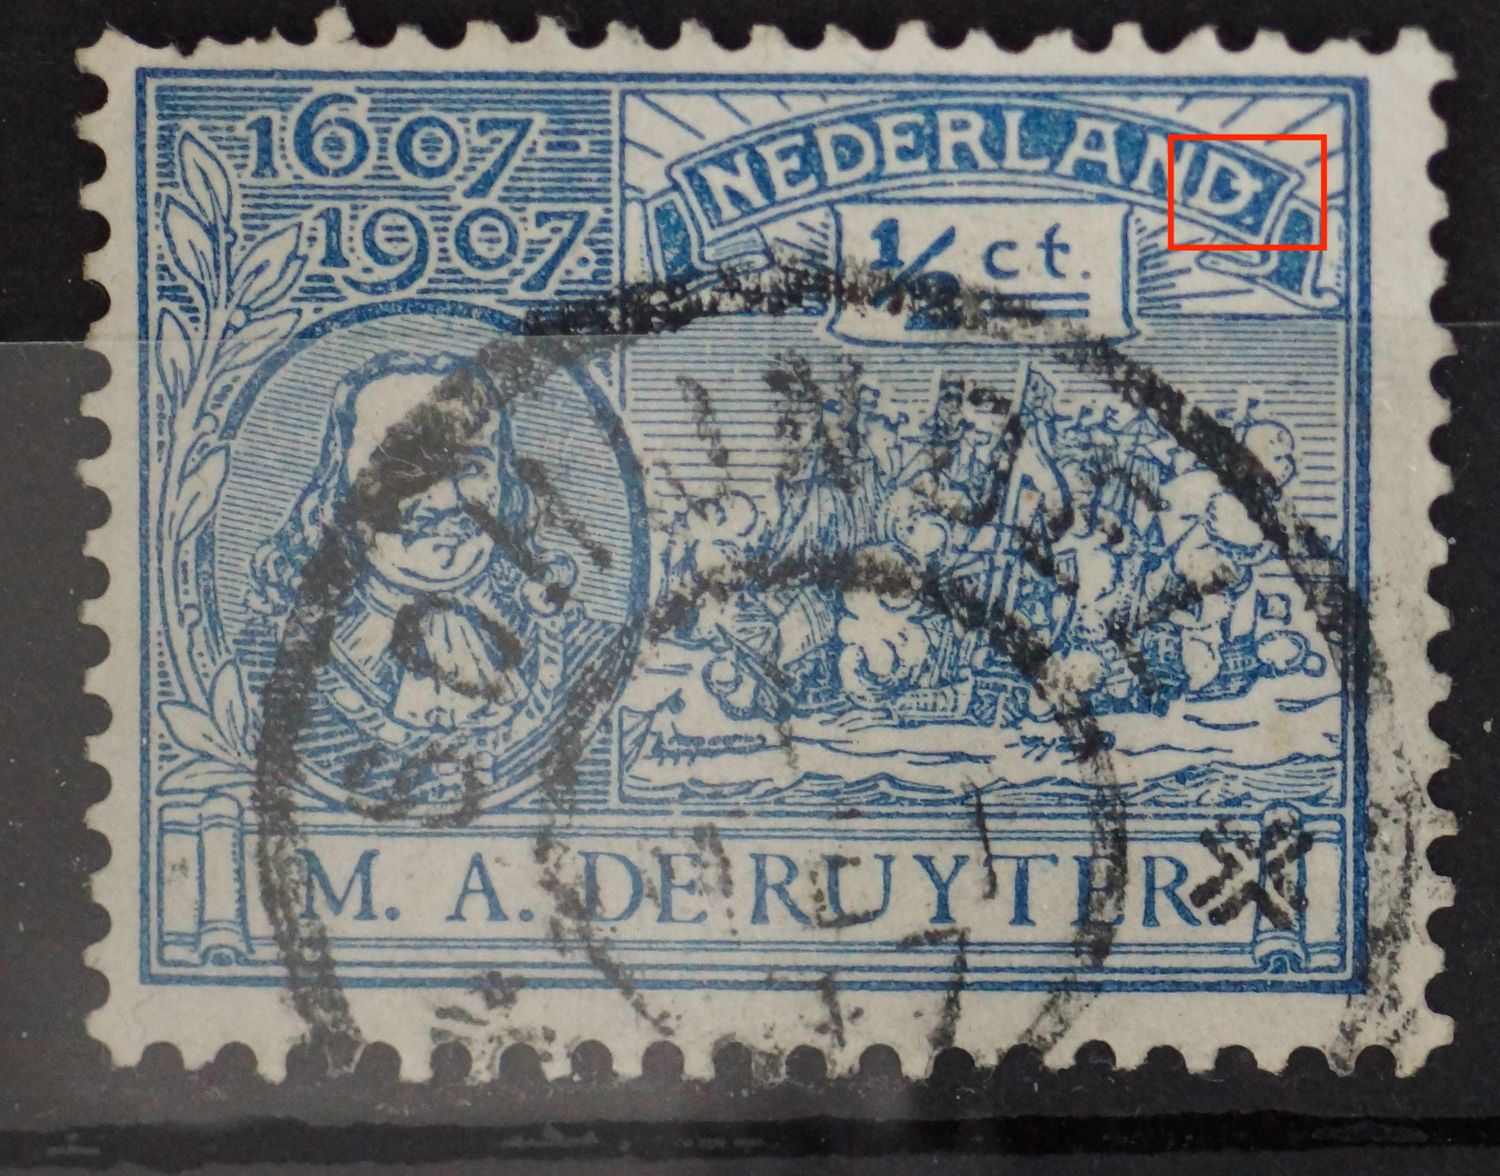 1607-
1907.
NEDERLAND
½ ct.
M. A. DE RUYTER.